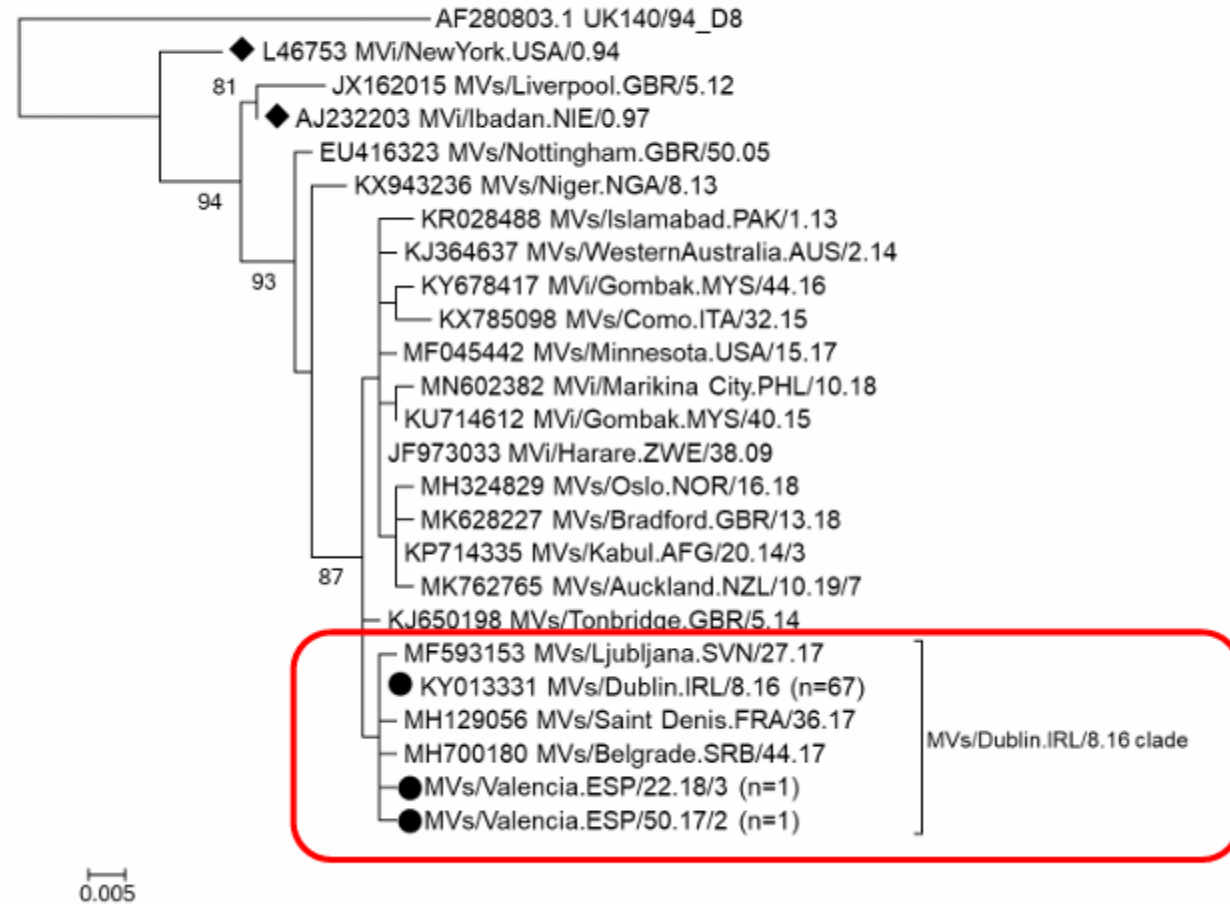 AF280803.1 UK140/94_D8
L46753 MVi/NewYork.USA/0.94
81
JX162015 MVs/Liverpool.GBR/5.12
AJ232203 MVi/Ibadan.NIE/0.97
EU416323 MVs/Nottingham.GBR/50.05
KX943236 MVs/Niger.NGA/8.13
94
KR028488 MVs/Islamabad.PAK/1.13
KJ364637 MVs/WesternAustralia.AUS/2.14
93
KY678417 MVi/Gombak.MYS/44.16
KX785098 MVs/Como.ITA/32.15
MF045442 MVs/Minnesota.USA/15.17
MN602382 MVi/Marikina City.PHL/10.18
KU714612 MVi/Gombak.MYS/40.15
JF973033 MVi/Harare.ZWE/38.09
MH324829 MVs/Oslo.NOR/16.18
MK628227 MVs/Bradford.GBR/13.18
KP714335 MVs/Kabul.AFG/20.14/3
87
MK762765 MVs/Auckland.NZL/10.19/7
KJ650198 MVs/Tonbridge.GBR/5.14
MF593153 MVs/Ljubljana.SVN/27.17
KY013331 MVs/Dublin.IRL/8.16 (n=67)
MH129056 MVs/Saint Denis.FRA/36.17
MVs/Dublin.IRL/8.16 clade
MH700180 MVs/Belgrade.SRB/44.17
MVs/Valencia.ESP/22.18/3 (n=1)
MVs/Valencia.ESP/50.17/2 (n=1)
0.005